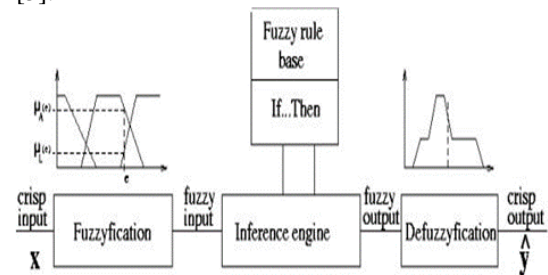 Fuzzy rule
base
If...Then
μA(e)
μL(e)
e
crisp
input
x
Fuzzyfication
fuzzy
input
Inference engine
fuzzy
output
Defuzzyfication
crisp
output
ŷ